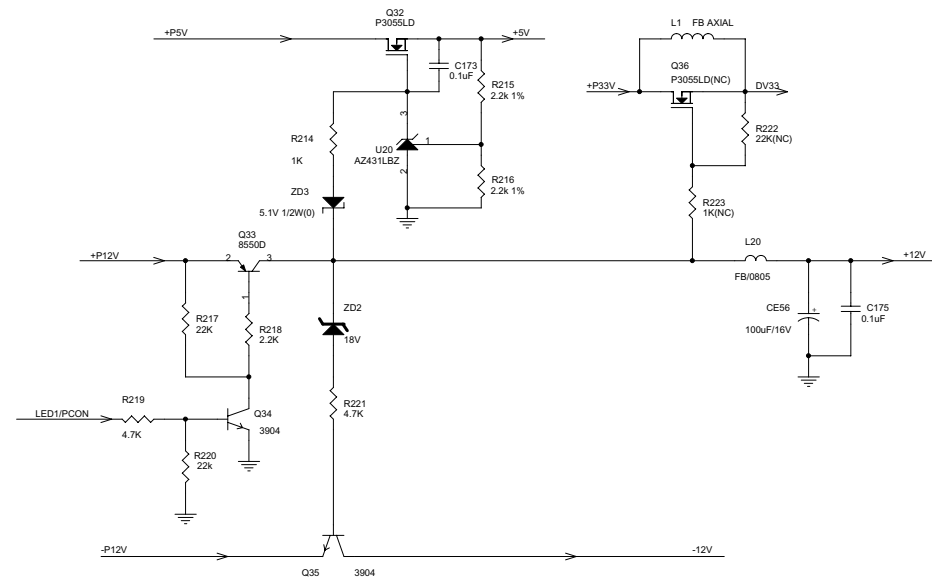 Q32
P3055LD
+P5V
+5V
C173
0.1uF
R215
2.2k 1%
3
U20
AZ431LBZ
1
2
R216
2.2k 1%
R214
1K
ZD3
5.1V 1/2W(0)
L1 FB AXIAL
Q36
P3055LD(NC)
+P33V
DV33
R222
22K(NC)
R223
1K(NC)
Q33
8550D
+P12V
2
3
1
L20
FB/0805
+12V
R217
22K
R218
2.2K
ZD2
18V
CE56
+
100uF/16V
C175
0.1uF
R219
LED1/PCON
4.7K
Q34
3904
R220
22k
R221
4.7K
-P12V
-12V
Q35
3904